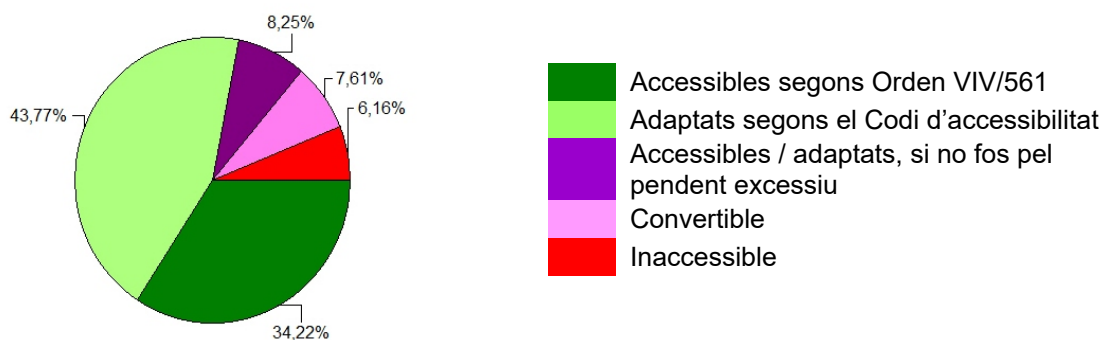 8,25%
7,61%
6,16%
43,77%
34,22%
Accessibles segons Orden VIV/561
Adaptats segons el Codi d’accessibilitat
Accessibles / adaptats, si no fos pel
pendent excessiu
Convertible
Inaccessible